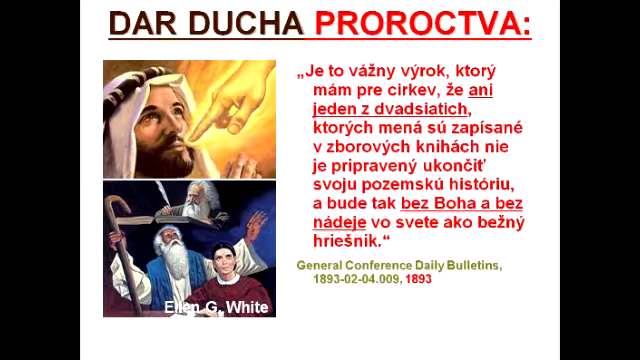 DAR DUCHA PROROCTVA:
„Je to vážny výrok, ktorý
mám pre cirkev, že ani
jeden z dvadsiatich,
ktorých mená sú zapísané
v zborových knihách nie
je pripravený ukončiť
svoju pozemskú históriu,
a bude tak bez Boha a bez
nádeje vo svete ako bežný
hriešnik.“
General Conference Daily Bulletins,
1893-02-04.009, 1893
Ellen G. White